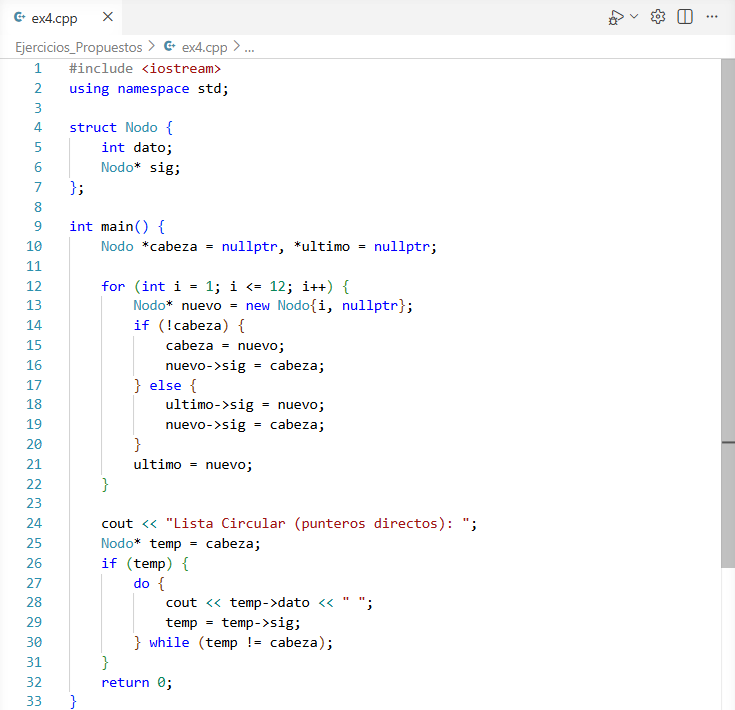 ex4.cpp
Ejercicios_Propuestos > ex4.cpp > ...
1 #include <iostream>
2 using namespace std;
3
4 struct Nodo {
5     int dato;
6     Nodo* sig;
7 };
8
9 int main() {
10     Nodo *cabeza = nullptr, *ultimo = nullptr;
11
12     for (int i = 1; i <= 12; i++) {
13         Nodo* nuevo = new Nodo{i, nullptr};
14         if (!cabeza) {
15             cabeza = nuevo;
16             nuevo->sig = cabeza;
17         } else {
18             ultimo->sig = nuevo;
19             nuevo->sig = cabeza;
20         }
21         ultimo = nuevo;
22     }
23
24     cout << "Lista Circular (punteros directos): ";
25     Nodo* temp = cabeza;
26     if (temp) {
27         do {
28             cout << temp->dato << " ";
29             temp = temp->sig;
30         } while (temp != cabeza);
31     }
32     return 0;
33 }